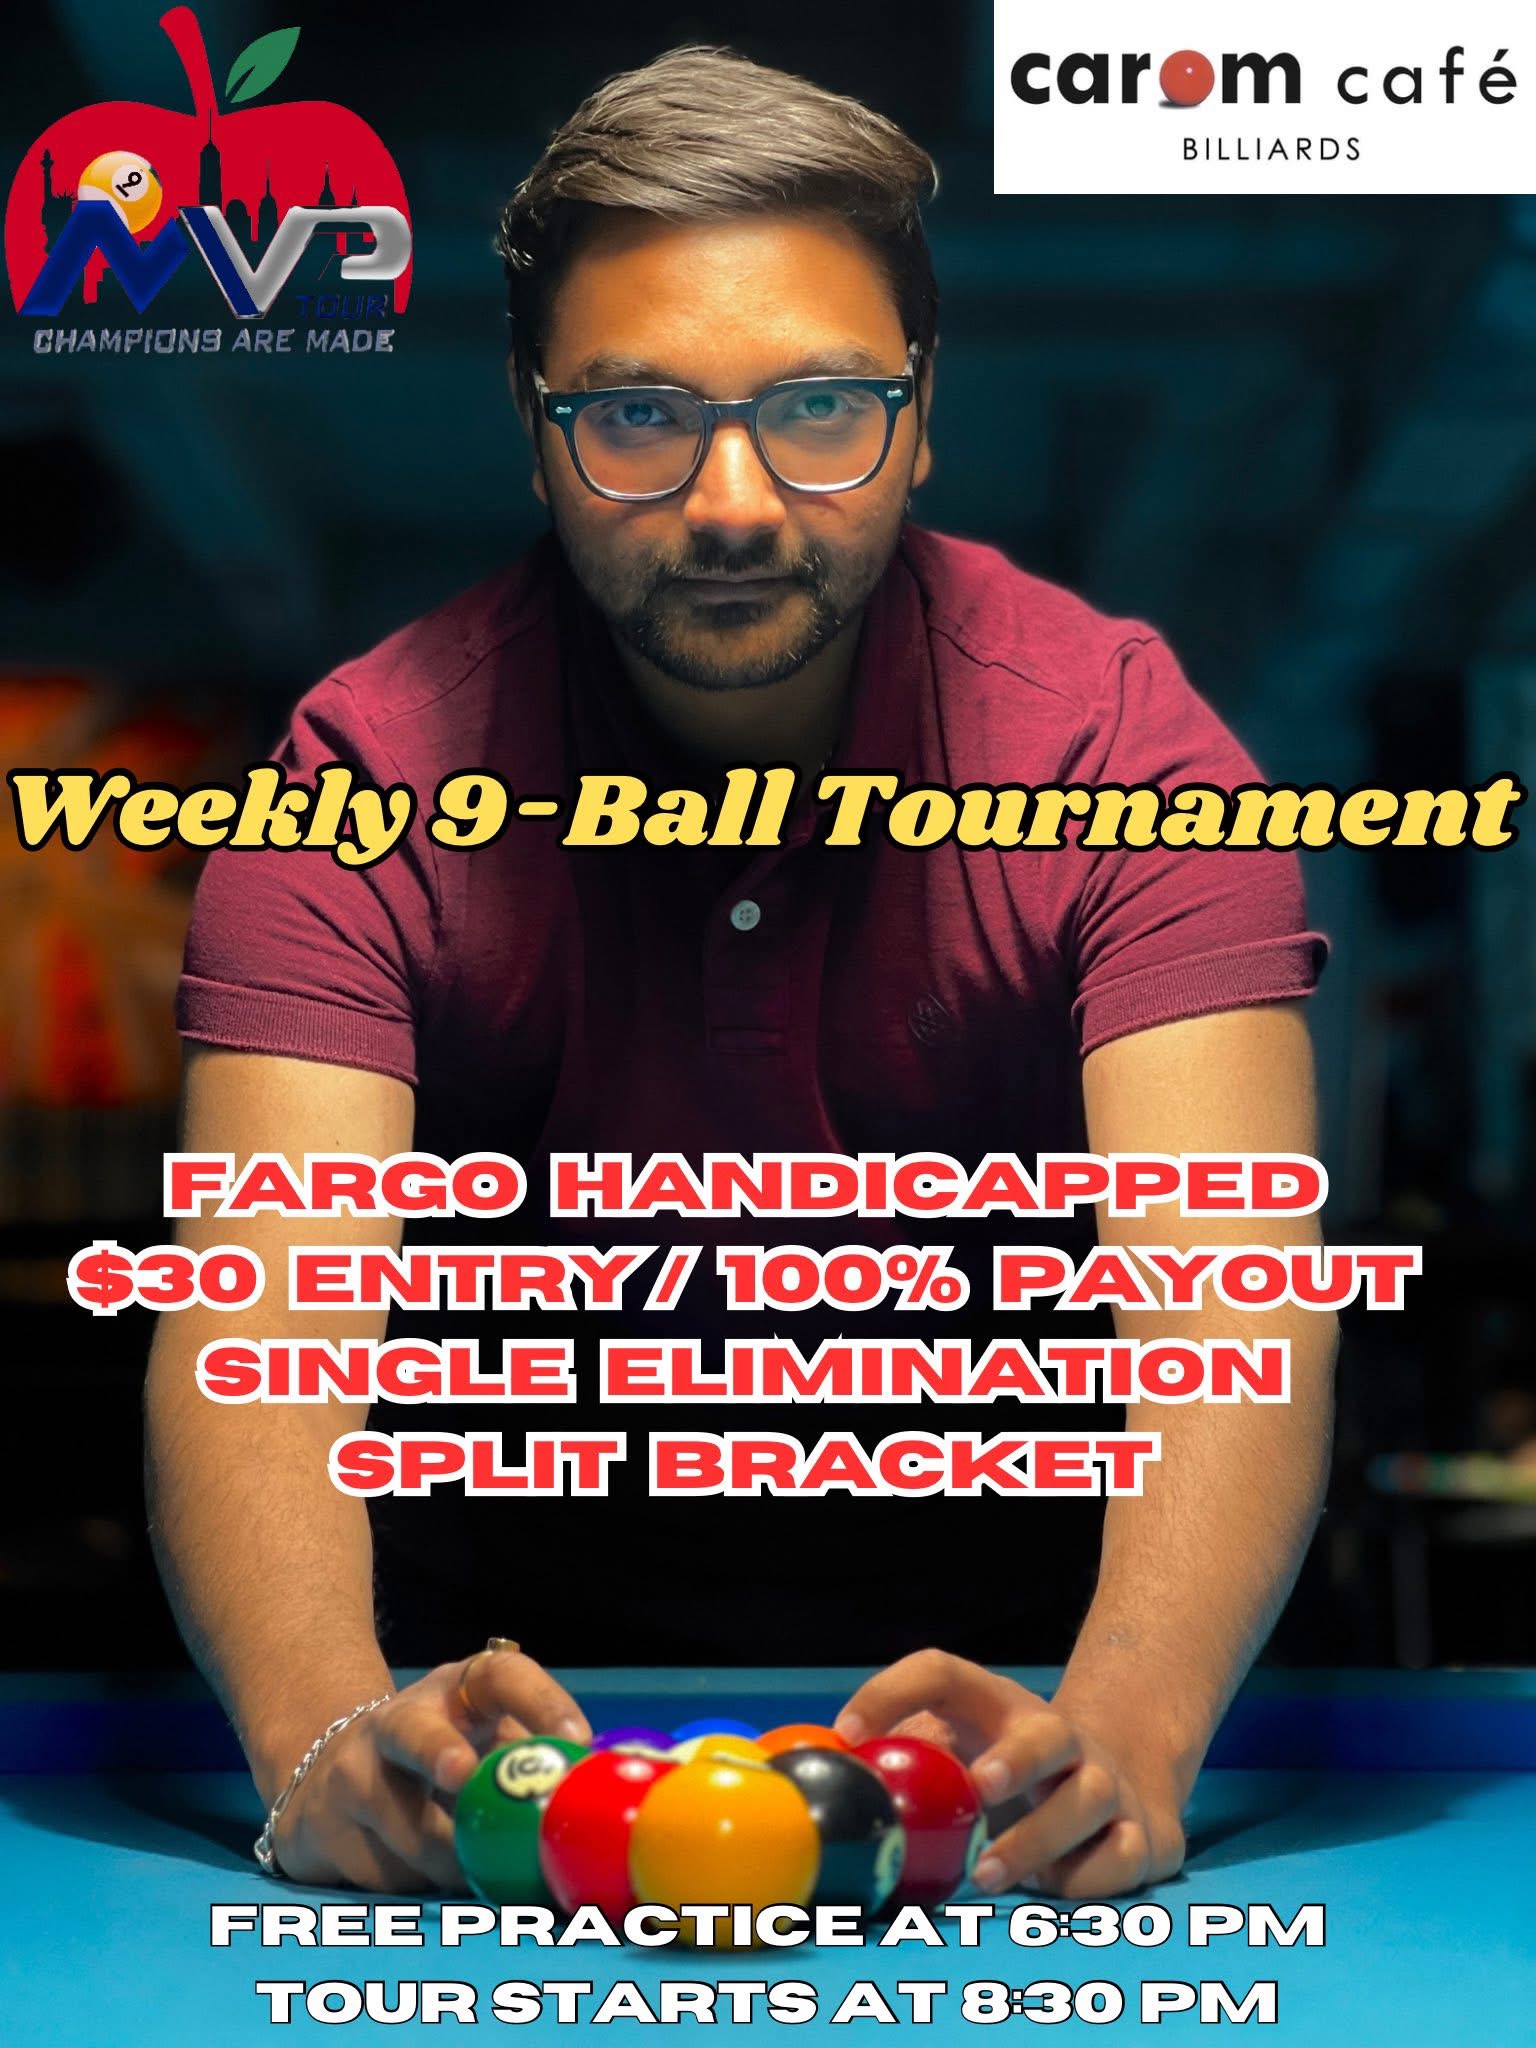 carom café
BILLIARDS
9
MVP
TOUR
CHAMPIONS ARE MADE
Weekly 9-Ball Tournament
FARGO HANDICAPPED
$30 ENTRY/ 100% PAYOUT
SINGLE ELIMINATION
SPLIT BRACKET
FREE PRACTICE AT 6:30 PM
TOUR STARTS AT 8:30 PM